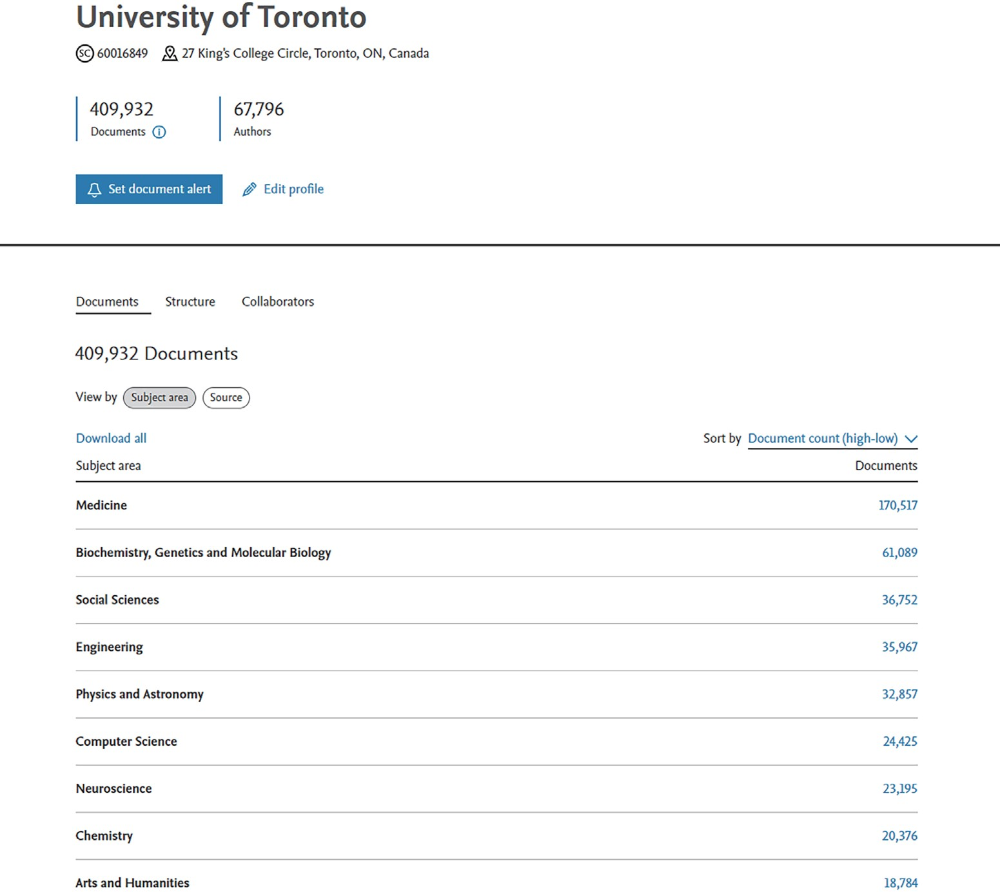 University of Toronto
SC 60016849 27 King's College Circle, Toronto, ON, Canada
409,932 67,796
Documents i Authors
Set document alert Edit profile
Documents Structure Collaborators
409,932 Documents
View by Subject area Source
Download all Sort by Document count (high-low)
Subject area Documents
Medicine 170,517
Biochemistry, Genetics and Molecular Biology 61,089
Social Sciences 36,752
Engineering 35,967
Physics and Astronomy 32,857
Computer Science 24,425
Neuroscience 23,195
Chemistry 20,376
Arts and Humanities 18,784